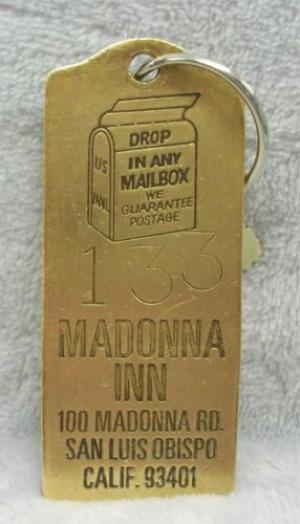 DROP
IN ANY
MAILBOX
WE
GUARANTEE
POSTAGE
US
MAIL
133
MADONNA
INN
100 MADONNA RD.
SAN LUIS OBISPO
CALIF. 93401